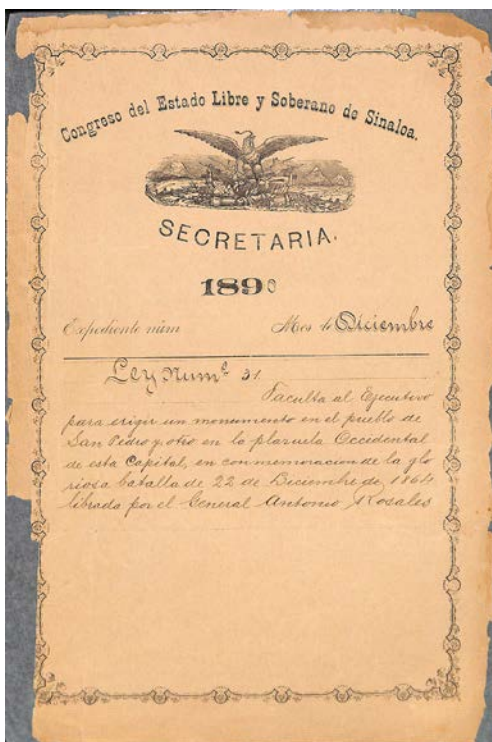 Congreso del Estado Libre y Soberano de Sinaloa.
SECRETARIA.
1890
Expediente núm Mes de Diciembre
Ley Num.º 31.
Faculta al Ejecutivo
para erigir un monumento en el pueblo de
San Pedro y otro en la plazuela Occidental
de esta Capital, en conmemoracion de la glo
riosa batalla de 22 de Diciembre de 1864
librada por el General Antonio Rosales